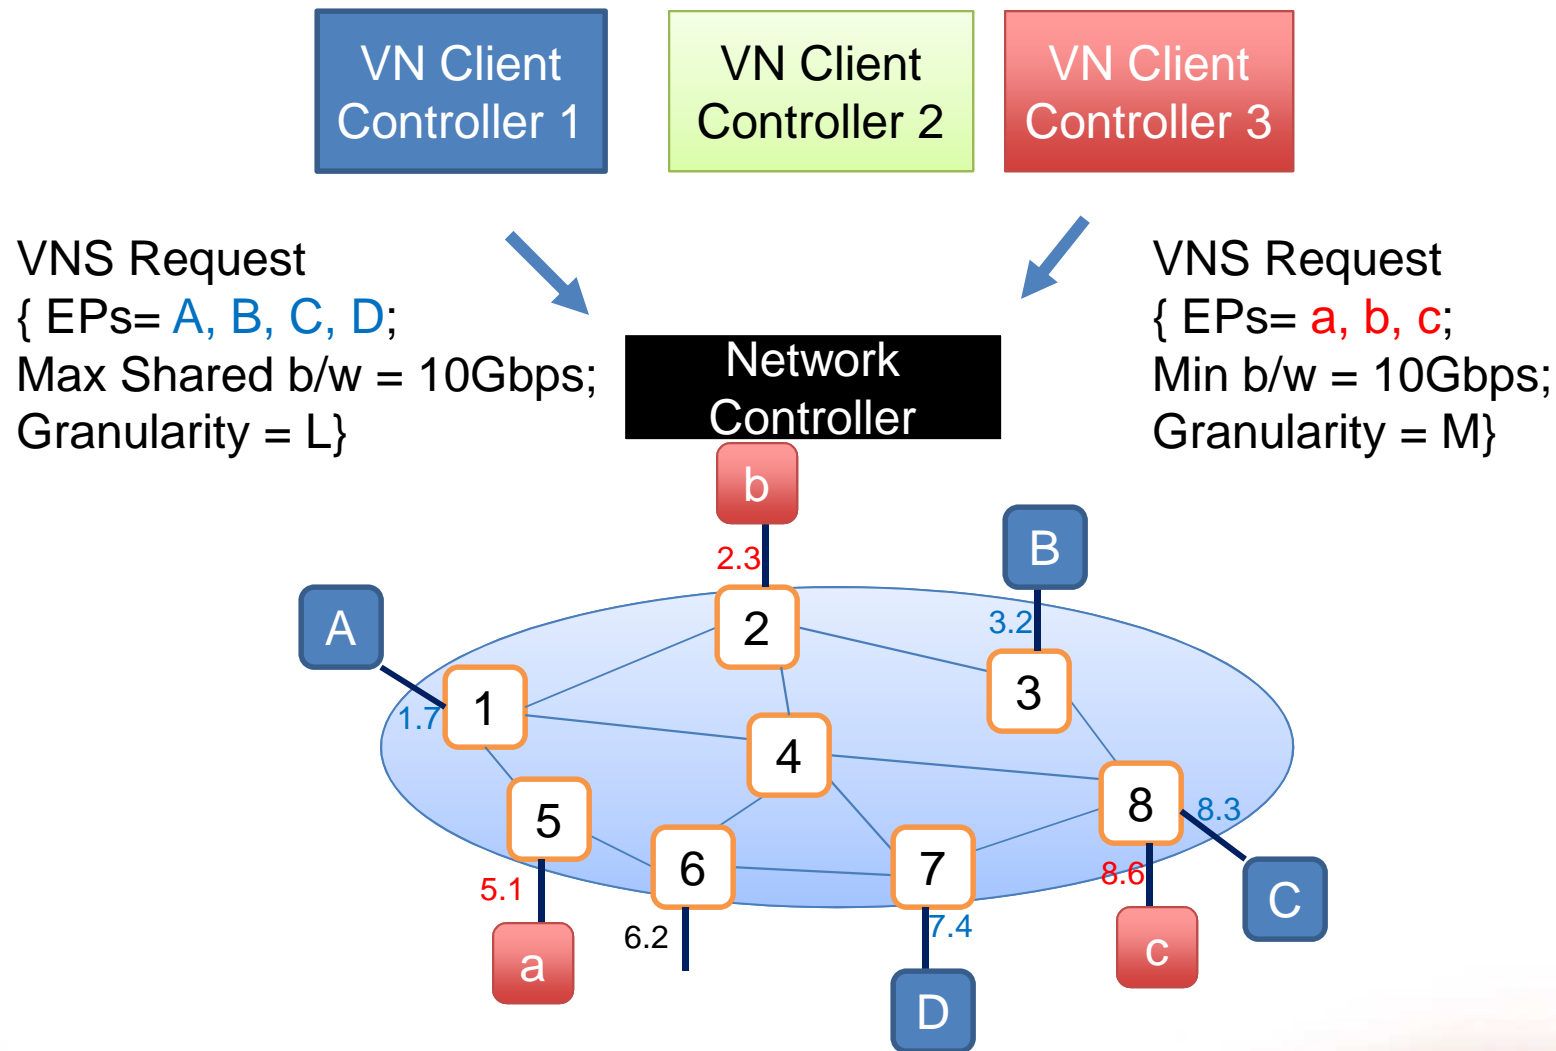 VN Client
Controller 1
VN Client
Controller 2
VN Client
Controller 3
VNS Request
{ EPs= A, B, C, D;
Max Shared b/w = 10Gbps;
Granularity = L}
Network
Controller
VNS Request
{ EPs= a, b, c;
Min b/w = 10Gbps;
Granularity = M}
b
2.3
B
3.2
A
1.7
1
2
3
4
5
6
7
8
8.3
8.6
5.1
6.2
7.4
a
D
c
C